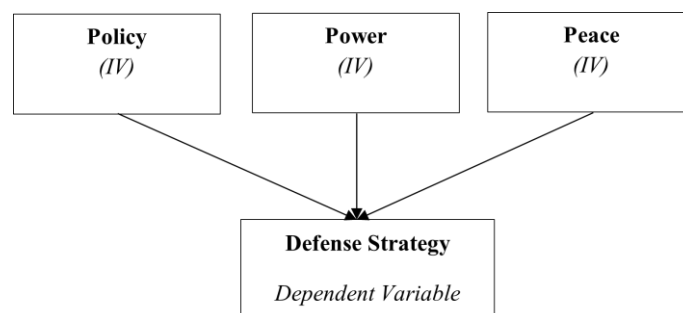 Policy
(IV)
Power
(IV)
Peace
(IV)
Defense Strategy
Dependent Variable